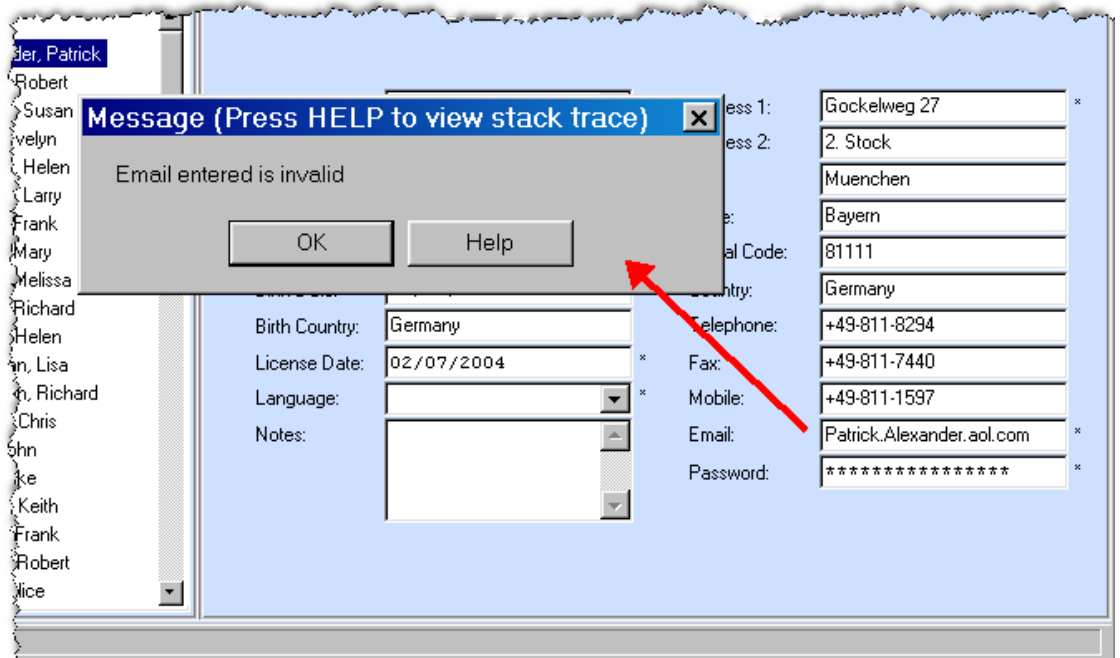 der, Patrick
Robert
Susan
velyn
Helen
Larry
Frank
Mary
Melissa
Richard
Helen
n, Lisa
n, Richard
Chris
ohn
ke
Keith
Frank
Robert
lice
Message (Press HELP to view stack trace)
Email entered is invalid
OK Help
Birth Country: Germany
License Date: 02/07/2004 *
Language: *
Notes:
ess 1: Gockelweg 27 *
ess 2: 2. Stock
Muenchen
e: Bayern
al Code: 81111
Country: Germany
Telephone: +49-811-8294
Fax: +49-811-7440
Mobile: +49-811-1597
Email: Patrick.Alexander.aol.com *
Password: **************** *